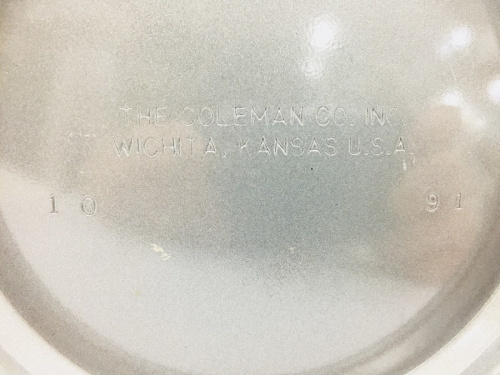 THE COLEMAN CO. INC.
WICHITA, KANSAS U.S.A.
10 91